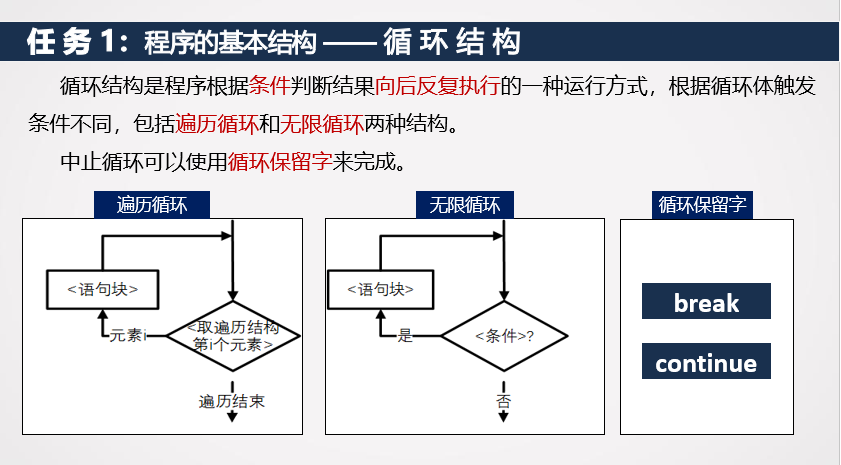 任务1：程序的基本结构 —— 循环结构
循环结构是程序根据条件判断结果向后反复执行的一种运行方式，根据循环体触发
条件不同，包括遍历循环和无限循环两种结构。
中止循环可以使用循环保留字来完成。
遍历循环
<语句块>
元素i
<取遍历结构
第i个元素>
遍历结束
无限循环
<语句块>
是
<条件>?
否
循环保留字
break
continue